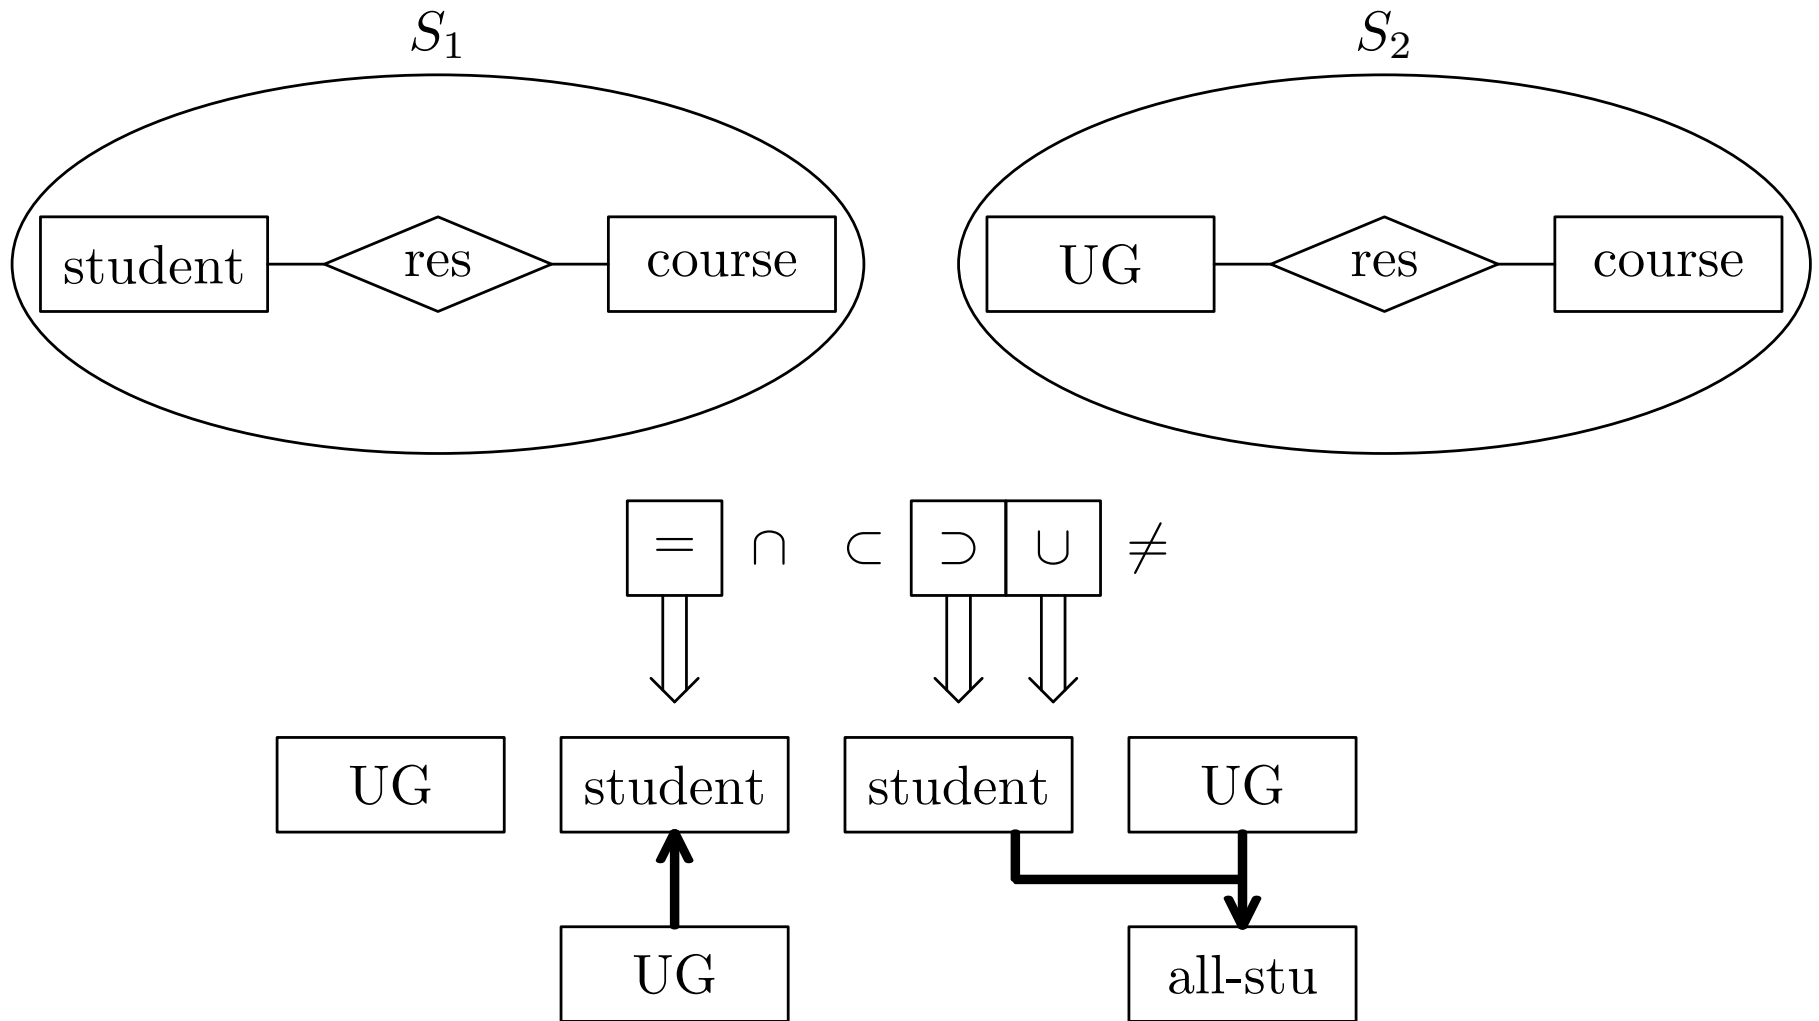 S₁ S₂
student res course UG res course
= ∩ ⊂ ⊃ ∪ ≠
UG student student UG
UG all-stu